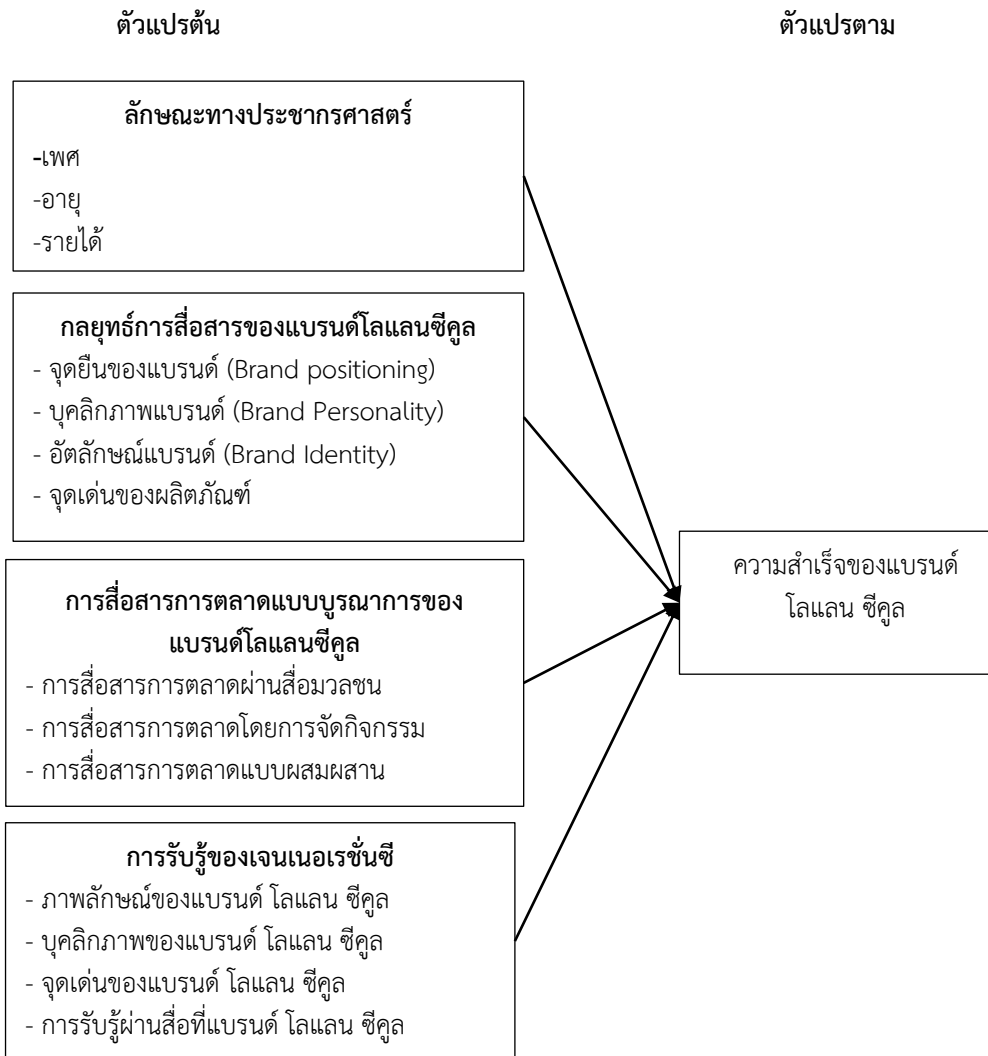 ตัวแปรต้น
ตัวแปรตาม
ลักษณะทางประชากรศาสตร์
-เพศ
-อายุ
-รายได้
กลยุทธ์การสื่อสารของแบรนด์โลแลนซีคูล
- จุดยืนของแบรนด์ (Brand positioning)
- บุคลิกภาพแบรนด์ (Brand Personality)
- อัตลักษณ์แบรนด์ (Brand Identity)
- จุดเด่นของผลิตภัณฑ์
การสื่อสารการตลาดแบบบูรณาการของ
แบรนด์โลแลนซีคูล
- การสื่อสารการตลาดผ่านสื่อมวลชน
- การสื่อสารการตลาดโดยการจัดกิจกรรม
- การสื่อสารการตลาดแบบผสมผสาน
การรับรู้ของเจนเนอเรชั่นซี
- ภาพลักษณ์ของแบรนด์ โลแลน ซีคูล
- บุคลิกภาพของแบรนด์ โลแลน ซีคูล
- จุดเด่นของแบรนด์ โลแลน ซีคูล
- การรับรู้ผ่านสื่อที่แบรนด์ โลแลน ซีคูล
ความสำเร็จของแบรนด์
โลแลน ซีคูล